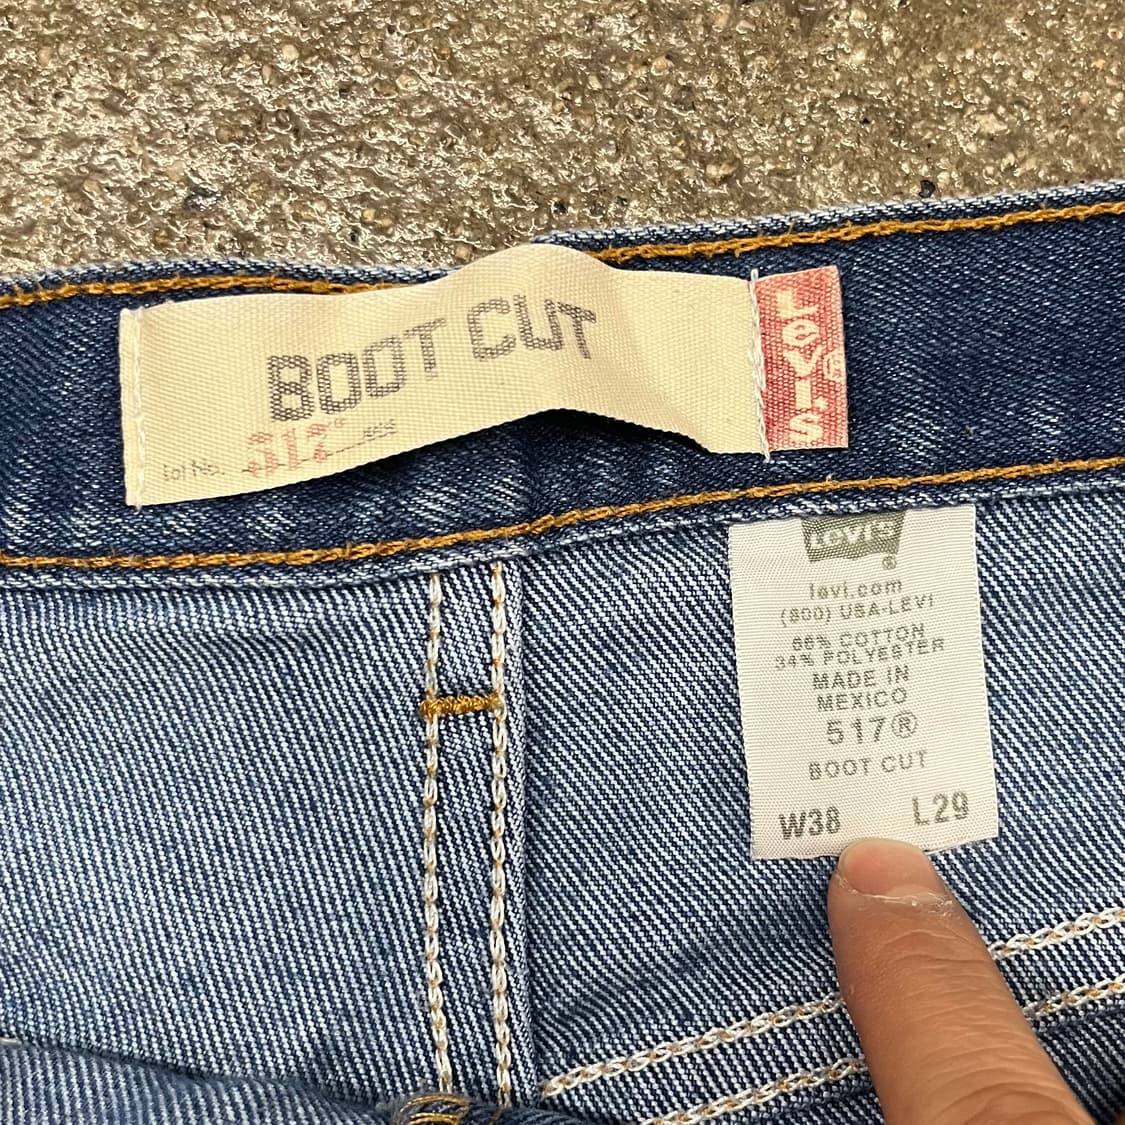 BOOT CUT
Lot No. 517™
LEVI'S®
Levi's
®
levi.com
(800) USA-LEVI
66% COTTON
34% POLYESTER
MADE IN
MEXICO
517®
BOOT CUT
W38 L29